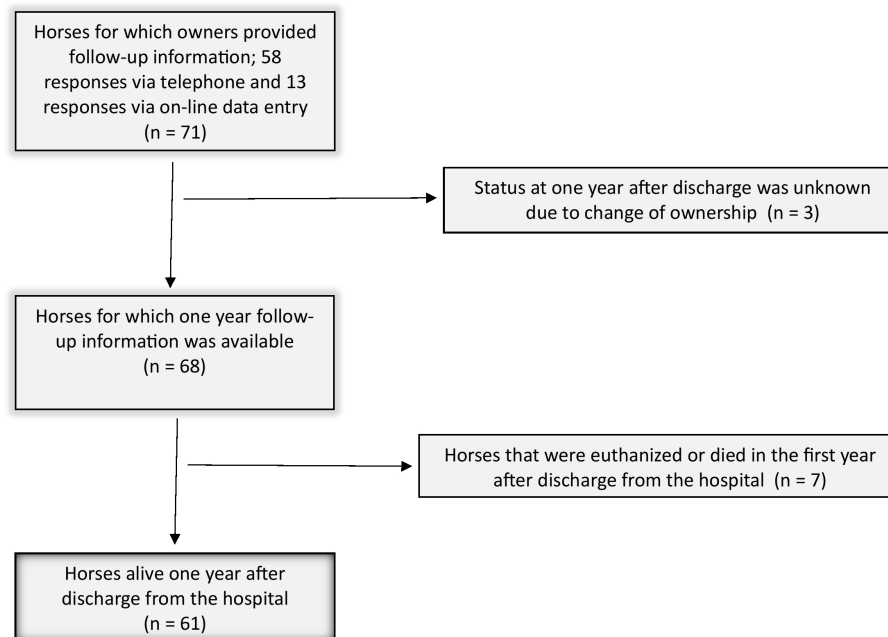 Horses for which owners provided
follow-up information; 58
responses via telephone and 13
responses via on-line data entry
(n = 71)
Status at one year after discharge was unknown
due to change of ownership (n = 3)
Horses for which one year follow-
up information was available
(n = 68)
Horses that were euthanized or died in the first year
after discharge from the hospital (n = 7)
Horses alive one year after
discharge from the hospital
(n = 61)